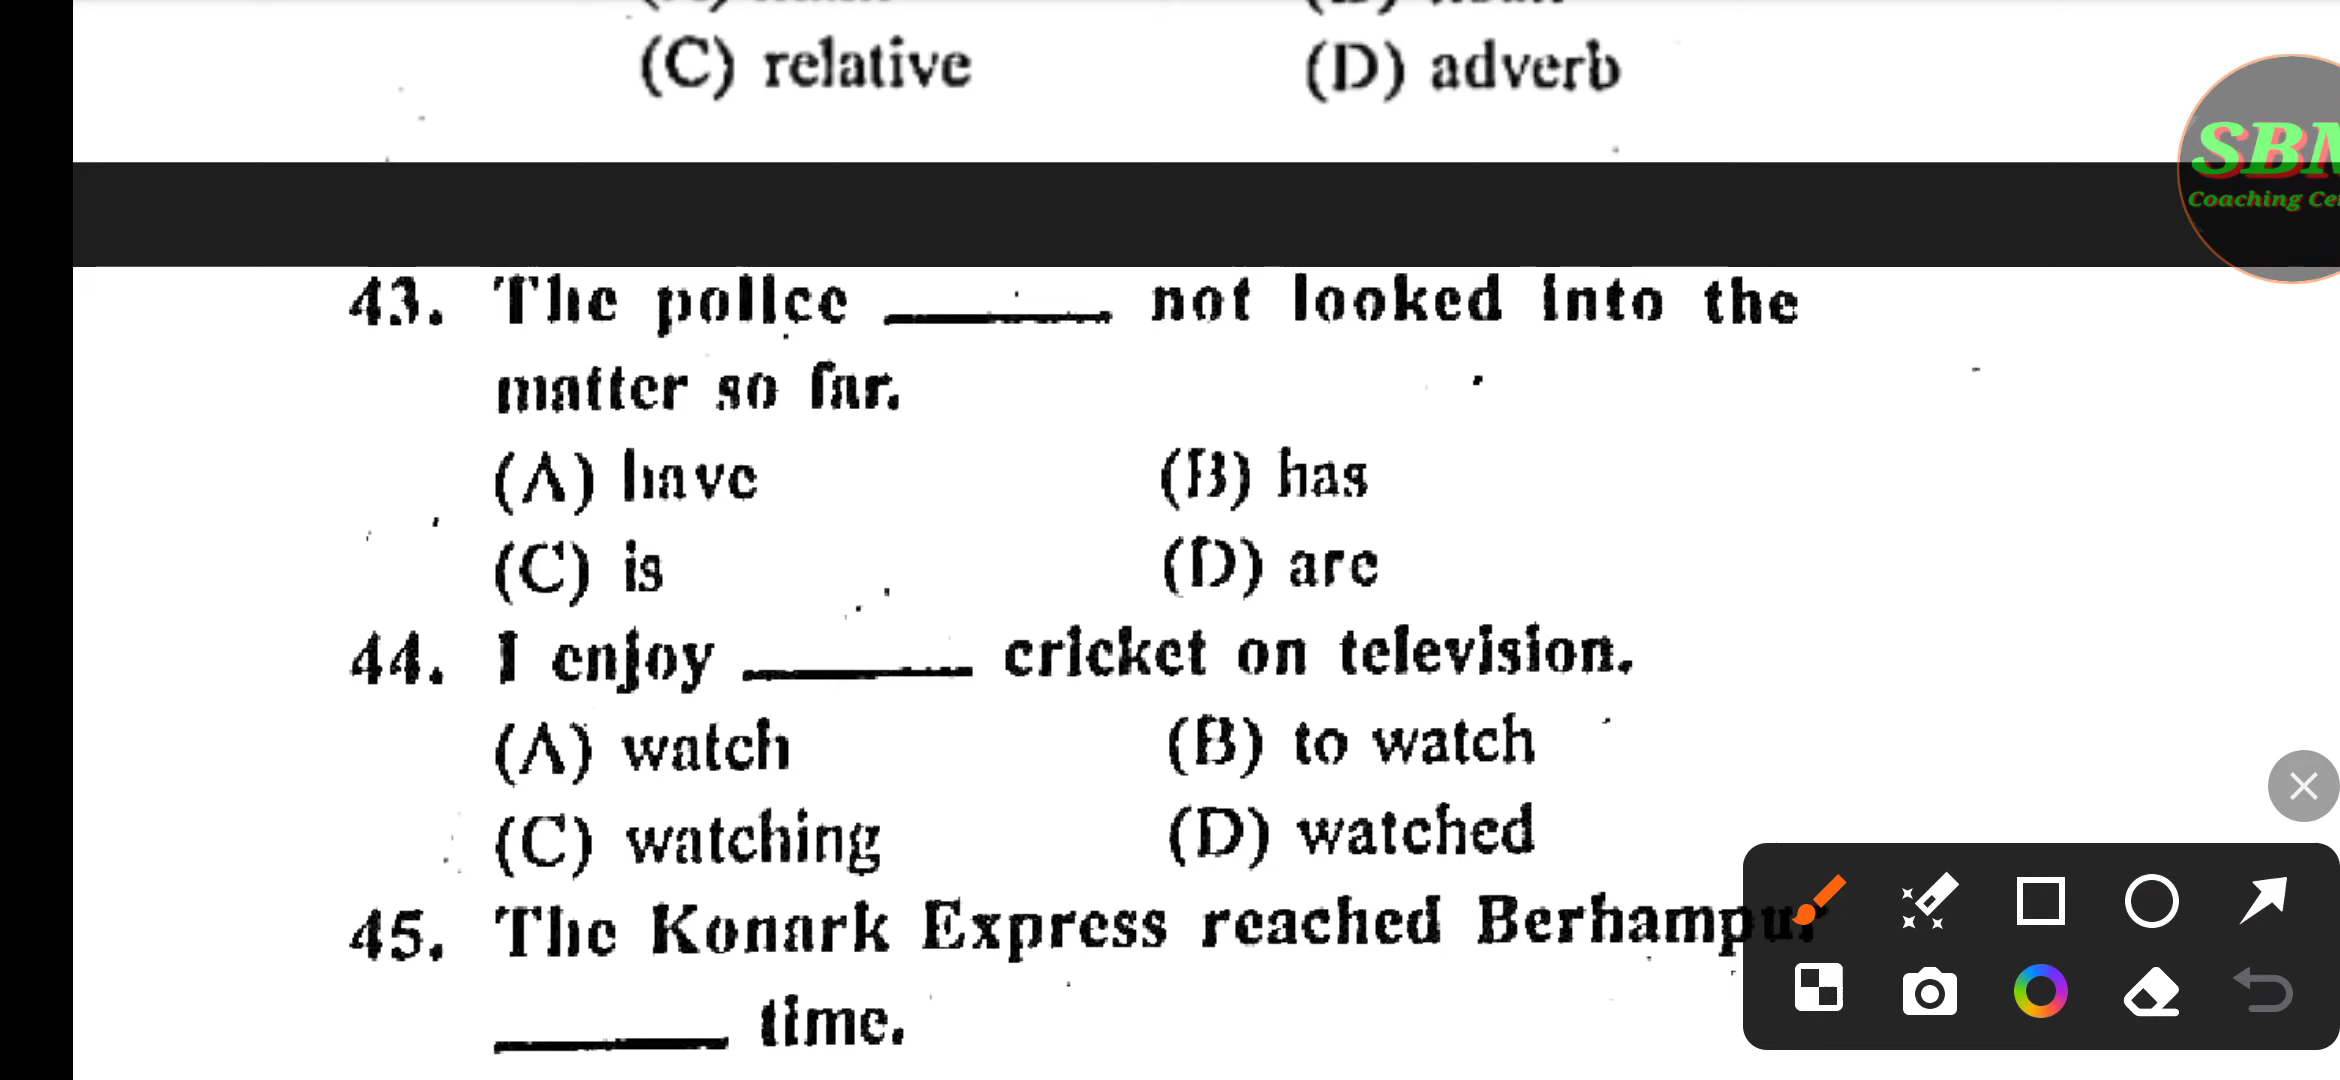 (C) relative (D) adverb
SBM
Coaching Ce
43. The police ______ not looked into the
matter so far.
(A) have (B) has
(C) is (D) are
44. I enjoy ______ cricket on television.
(A) watch (B) to watch
(C) watching (D) watched
45. The Konark Express reached Berhampur
______ time.